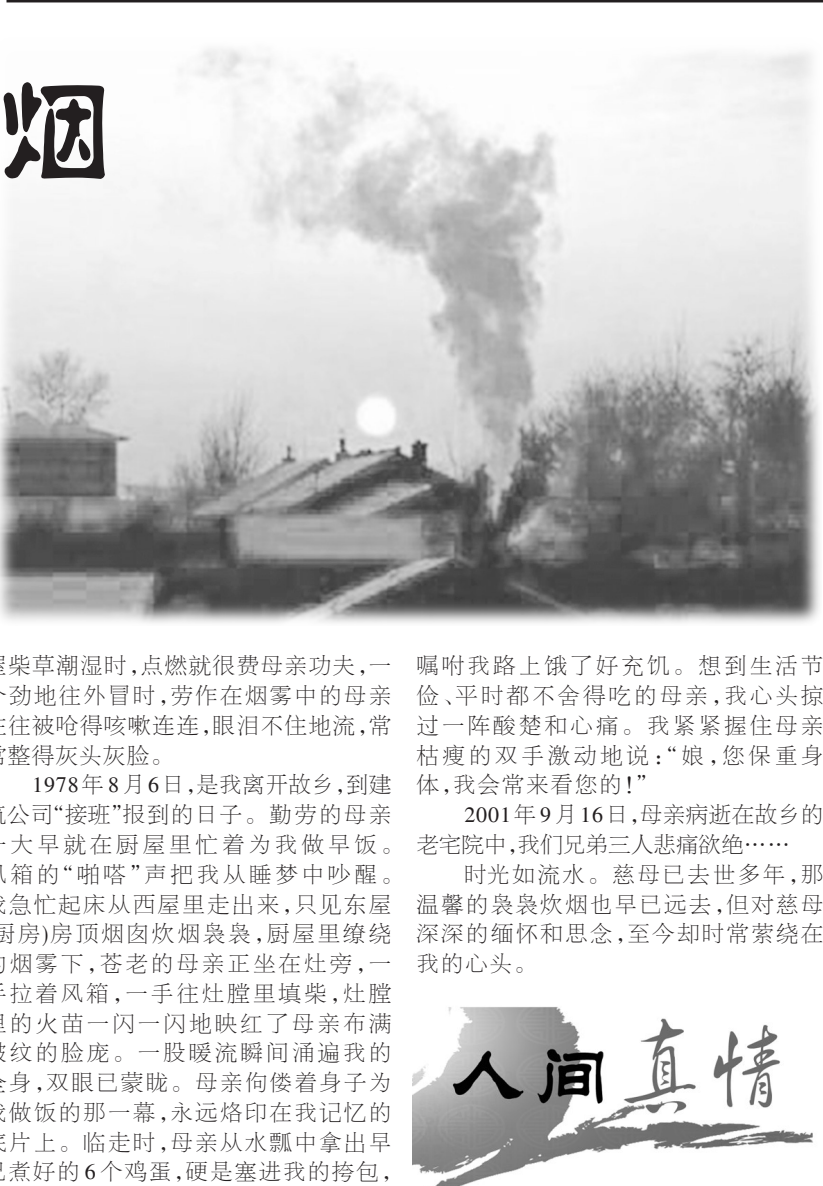 烟
柴草潮湿时,点燃就很费母亲功夫,一
个劲地往外冒时,劳作在烟雾中的母亲
往往被呛得咳嗽连连,眼泪不住地流,常
常整得灰头灰脸。
1978年8月6日,是我离开故乡,到建
筑公司“接班”报到的日子。勤劳的母亲
一大早就在厨屋里忙着为我做早饭。
风箱的“啪嗒”声把我从睡梦中吵醒。
我急忙起床从西屋里走出来,只见东屋
(厨房)房顶烟囱炊烟袅袅,厨屋里缭绕
的烟雾下,苍老的母亲正坐在灶旁,一
手拉着风箱,一手往灶膛里填柴,灶膛
里的火苗一闪一闪地映红了母亲布满
皱纹的脸庞。一股暖流瞬间涌遍我的
全身,双眼已蒙眬。母亲佝偻着身子为
我做饭的那一幕,永远烙印在我记忆的
底片上。临走时,母亲从水瓢中拿出早
已煮好的6个鸡蛋,硬是塞进我的挎包,
嘱咐我路上饿了好充饥。想到生活节
俭、平时都不舍得吃的母亲,我心头掠
过一阵酸楚和心痛。我紧紧握住母亲
枯瘦的双手激动地说:“娘,您保重身
体,我会常来看您的!”
2001年9月16日,母亲病逝在故乡的
老宅院中,我们兄弟三人悲痛欲绝……
时光如流水。慈母已去世多年,那
温馨的袅袅炊烟也早已远去,但对慈母
深深的缅怀和思念,至今却时常萦绕在
我的心头。
人间真情